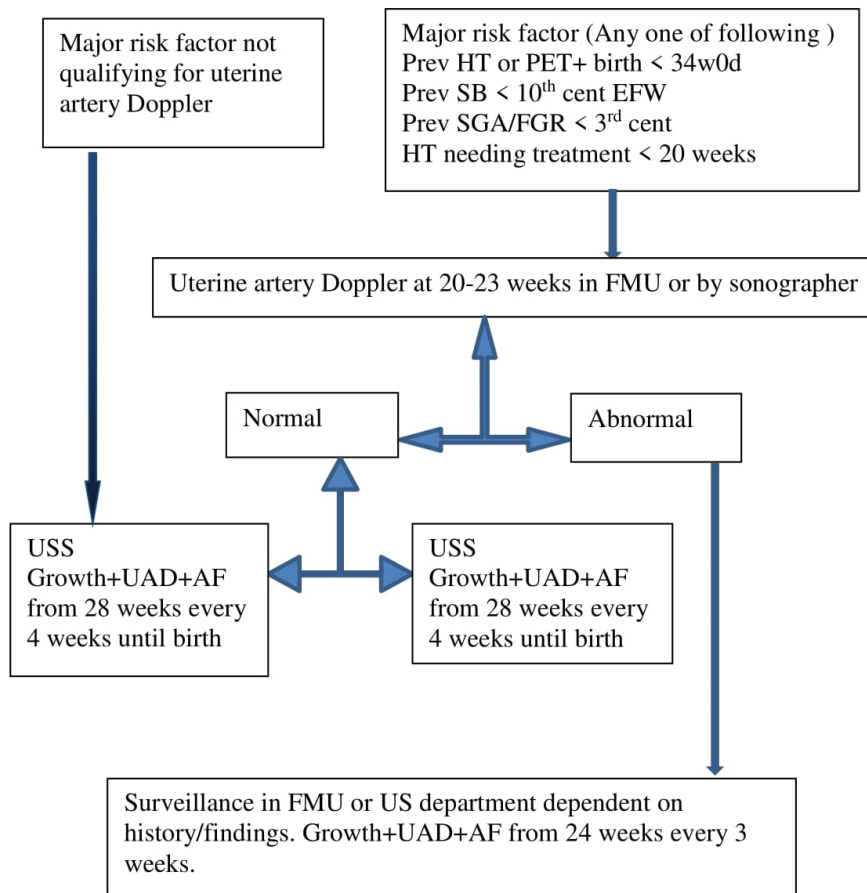 Major risk factor not
qualifying for uterine
artery Doppler
Major risk factor (Any one of following )
Prev HT or PET+ birth < 34w0d
Prev SB < 10th cent EFW
Prev SGA/FGR < 3rd cent
HT needing treatment < 20 weeks
Uterine artery Doppler at 20-23 weeks in FMU or by sonographer
Normal
Abnormal
USS
Growth+UAD+AF
from 28 weeks every
4 weeks until birth
USS
Growth+UAD+AF
from 28 weeks every
4 weeks until birth
Surveillance in FMU or US department dependent on
history/findings. Growth+UAD+AF from 24 weeks every 3
weeks.